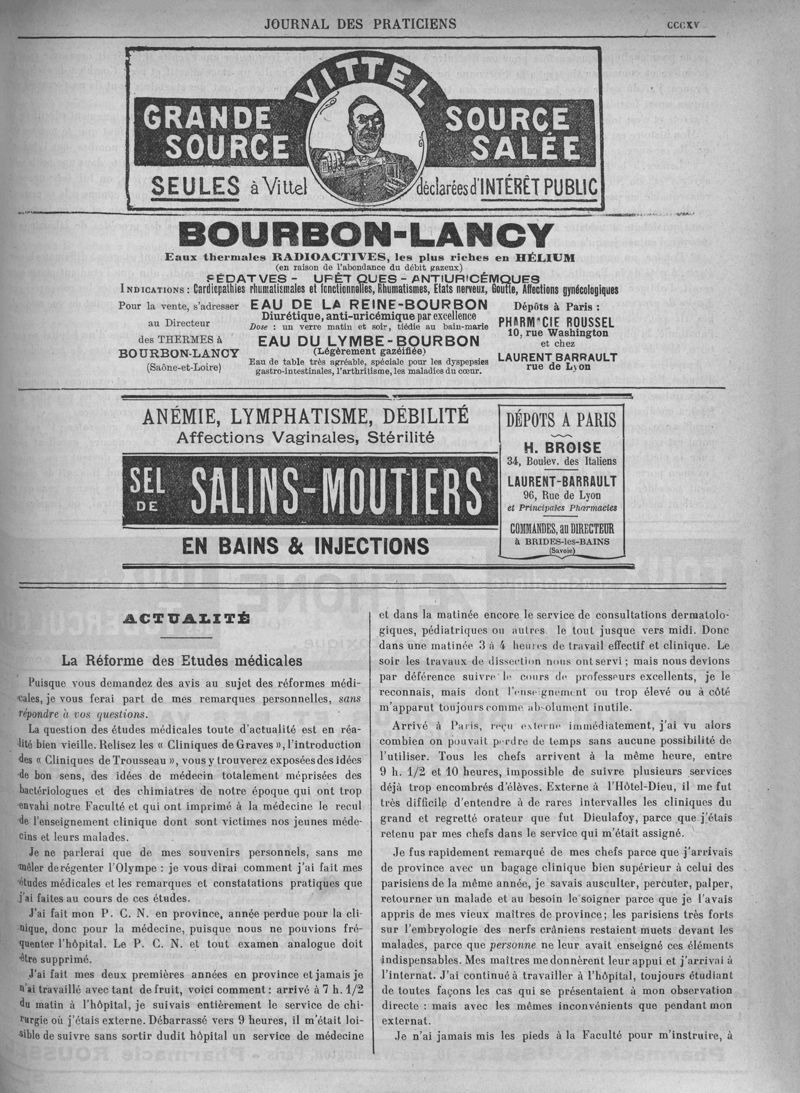 JOURNAL DES PRATICIENS
CCCXV
VITTEL
GRANDE SOURCE
SOURCE SALÉE
SEULES à Vittel déclarées d'INTÉRÊT PUBLIC
BOURBON-LANCY
Eaux thermales RADIOACTIVES, les plus riches en HÉLIUM
(en raison de l'abondance du débit gazeux)
SÉDATVES - UFÉT QUES - ANTIURICÉMQUES
INDICATIONS : Cardiopathies rhumatismales et fonctionnelles, Rhumatismes, Etats nerveux, Goutte, Affections gynécologiques
Pour la vente, s'adresser
au Directeur
des THERMES à
BOURBON-LANCY
(Saône-et-Loire)
EAU DE LA REINE-BOURBON
Diurétique, anti-uricémique par excellence
Dose : un verre matin et soir, tiédie au bain-marie
EAU DU LYMBE-BOURBON
(Légèrement gazéifiée)
Eau de table très agréable, spéciale pour les dyspepsies
gastro-intestinales, l'arthritisme, les maladies du cœur.
Dépôts à Paris :
PHARMACIE ROUSSEL
10, rue Washington
et chez
LAURENT BARRAULT
rue de Lyon
ANÉMIE, LYMPHATISME, DÉBILITÉ
Affections Vaginales, Stérilité
SEL DE SALINS-MOUTIERS
EN BAINS & INJECTIONS
DÉPOTS A PARIS
H. BROISE
34, Boulev. des Italiens
LAURENT-BARRAULT
96, Rue de Lyon
et Principales Pharmacies
COMMANDES, au DIRECTEUR
à BRIDES-les-BAINS
(Savoie)
ACTUALITÉ
La Réforme des Etudes médicales
Puisque vous demandez des avis au sujet des réformes médi-
cales, je vous ferai part de mes remarques personnelles, sans
répondre à vos questions.
La question des études médicales toute d'actualité est en réa-
lité bien vieille. Relisez les « Cliniques de Graves », l'introduction
des « Cliniques de Trousseau », vous y trouverez exposées des idées
de bon sens, des idées de médecin totalement méprisées des
bactériologues et des chimiatres de notre époque qui ont trop
envahi notre Faculté et qui ont imprimé à la médecine le recul
de l'enseignement clinique dont sont victimes nos jeunes méde-
cins et leurs malades.
Je ne parlerai que de mes souvenirs personnels, sans me
mêler de régenter l'Olympe : je vous dirai comment j'ai fait mes
études médicales et les remarques et constatations pratiques que
j'ai faites au cours de ces études.
J'ai fait mon P. C. N. en province, année perdue pour la cli-
nique, donc pour la médecine, puisque nous ne pouvions fré-
quenter l'hôpital. Le P. C. N. et tout examen analogue doit
être supprimé.
J'ai fait mes deux premières années en province et jamais je
n'ai travaillé avec tant de fruit, voici comment : arrivé à 7 h. 1/2
du matin à l'hôpital, je suivais entièrement le service de chi-
rurgie où j'étais externe. Débarrassé vers 9 heures, il m'était loi-
sible de suivre sans sortir dudit hôpital un service de médecine
et dans la matinée encore le service de consultations dermatolo-
giques, pédiatriques ou autres le tout jusque vers midi. Donc
dans une matinée 3 à 4 heures de travail effectif et clinique. Le
soir les travaux de dissection nous ont servi ; mais nous devions
par déférence suivre le cours de professeurs excellents, je le
reconnais, mais dont l'enseignement ou trop élevé ou à côté
m'apparut toujours comme absolument inutile.
Arrivé à Paris, reçu externe immédiatement, j'ai vu alors
combien on pouvait perdre de temps sans aucune possibilité de
l'utiliser. Tous les chefs arrivent à la même heure, entre
9 h. 1/2 et 10 heures, impossible de suivre plusieurs services
déjà trop encombrés d'élèves. Externe à l'Hôtel-Dieu, il me fut
très difficile d'entendre à de rares intervalles les cliniques du
grand et regretté orateur que fut Dieulafoy, parce que j'étais
retenu par mes chefs dans le service qui m'était assigné.
Je fus rapidement remarqué de mes chefs parce que j'arrivais
de province avec un bagage clinique bien supérieur à celui des
parisiens de la même année, je savais ausculter, percuter, palper,
retourner un malade et au besoin le soigner parce que je l'avais
appris de mes vieux maîtres de province ; les parisiens très forts
sur l'embryologie des nerfs crâniens restaient muets devant les
malades, parce que personne ne leur avait enseigné ces éléments
indispensables. Mes maîtres me donnèrent leur appui et j'arrivai à
l'internat. J'ai continué à travailler à l'hôpital, toujours étudiant
de toutes façons les cas qui se présentaient à mon observation
directe : mais avec les mêmes inconvénients que pendant mon
externat.
Je n'ai jamais mis les pieds à la Faculté pour m'instruire, à